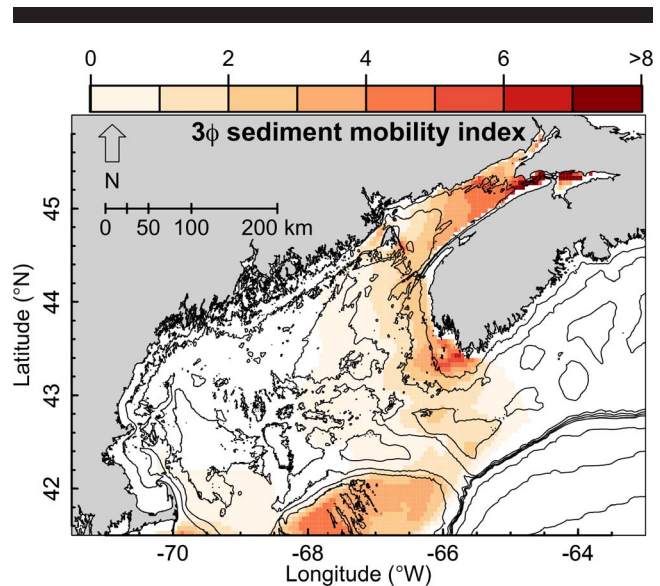 0 2 4 6 >8
3ϕ sediment mobility index
N
0 50 100 200 km
45
44
43
42
Latitude (°N)
-70 -68 -66 -64
Longitude (°W)